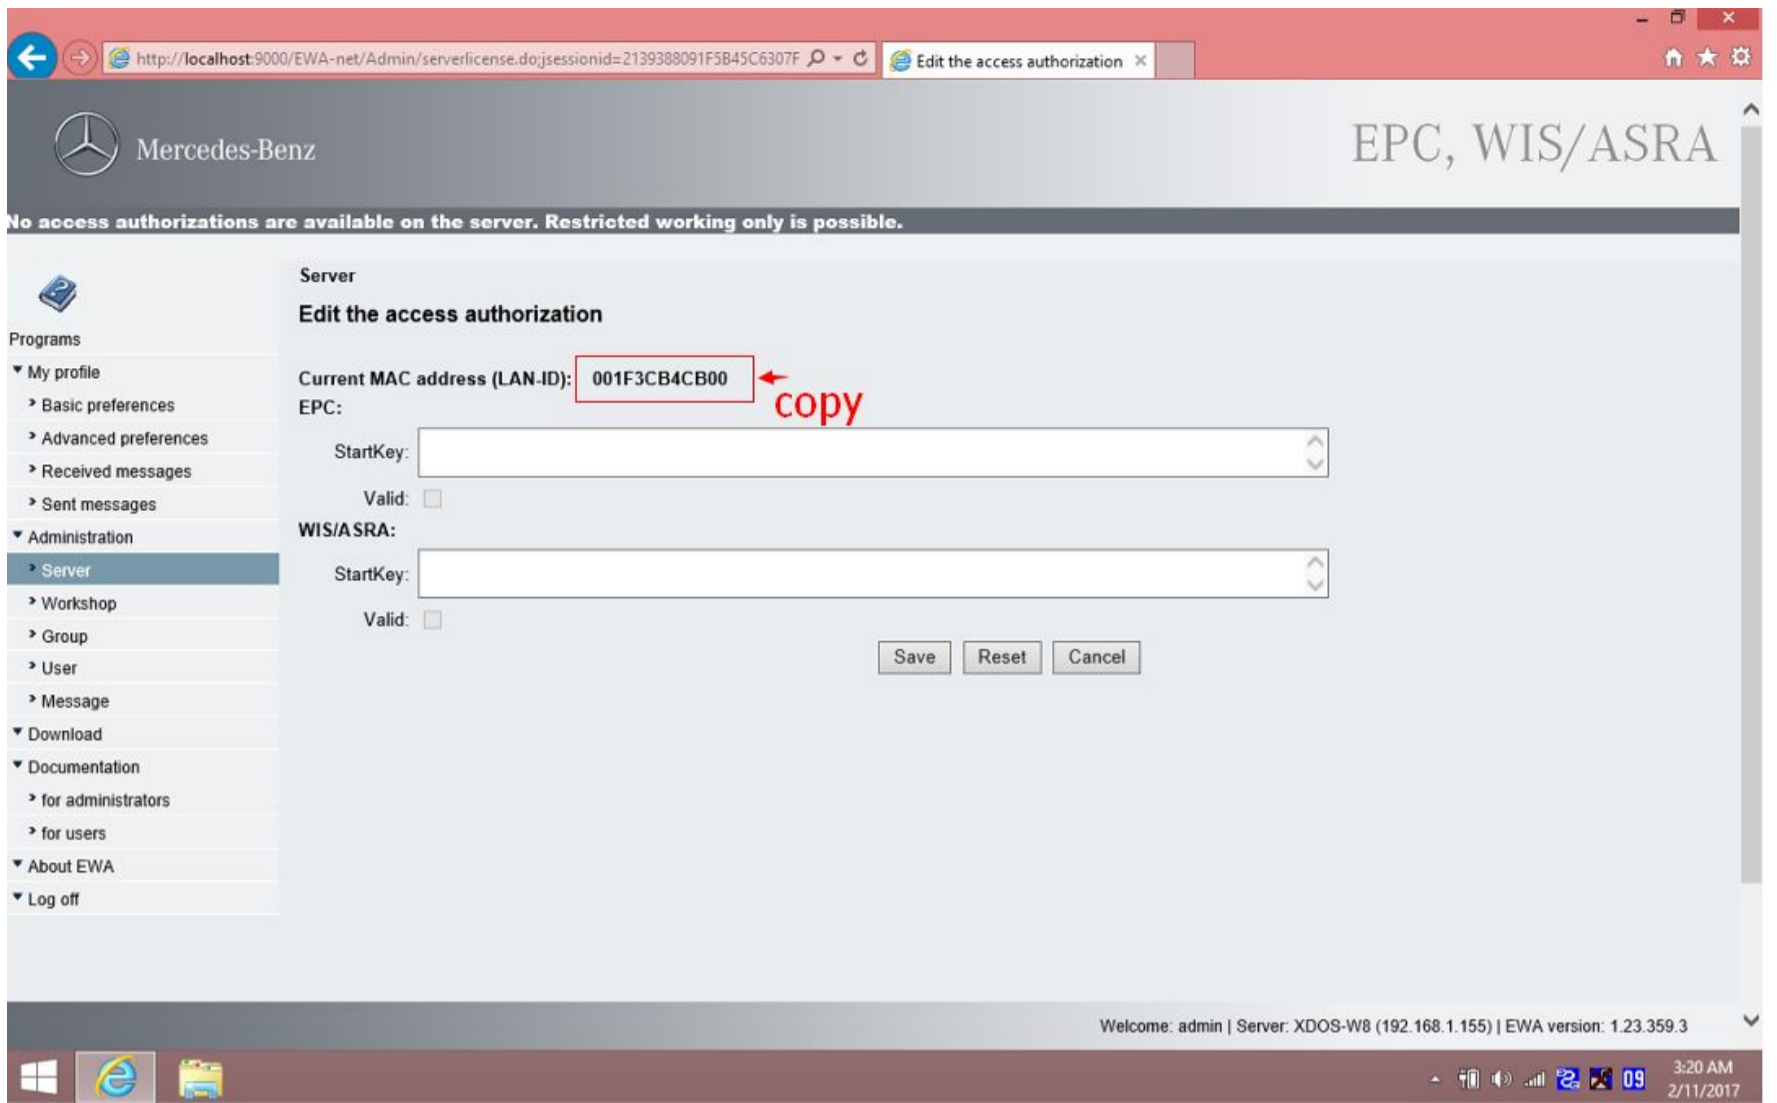 http://localhost:9000/EWA-net/Admin/serverlicense.do;jsessionid=2139388091F5B45C6307F
Edit the access authorization
Mercedes-Benz
EPC, WIS/ASRA
No access authorizations are available on the server. Restricted working only is possible.
Programs
My profile
Basic preferences
Advanced preferences
Received messages
Sent messages
Administration
Server
Workshop
Group
User
Message
Download
Documentation
for administrators
for users
About EWA
Log off
Server
Edit the access authorization
Current MAC address (LAN-ID): 001F3CB4CB00
copy
EPC:
StartKey:
Valid:
WIS/ASRA:
StartKey:
Valid:
Save Reset Cancel
Welcome: admin | Server: XDOS-W8 (192.168.1.155) | EWA version: 1.23.359.3
09
3:20 AM
2/11/2017